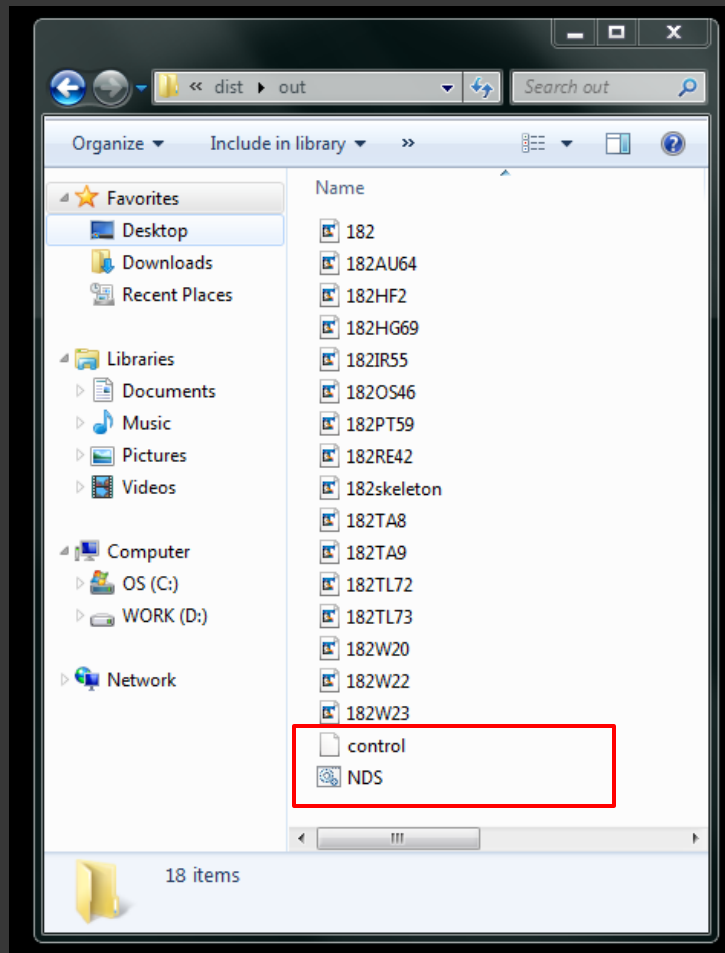 « dist ▸ out
Search out
Organize
Include in library
»
Favorites
Desktop
Downloads
Recent Places
Libraries
Documents
Music
Pictures
Videos
Computer
OS (C:)
WORK (D:)
Network
Name
182
182AU64
182HF2
182HG69
182IR55
182OS46
182PT59
182RE42
182skeleton
182TA8
182TA9
182TL72
182TL73
182W20
182W22
182W23
control
NDS
18 items